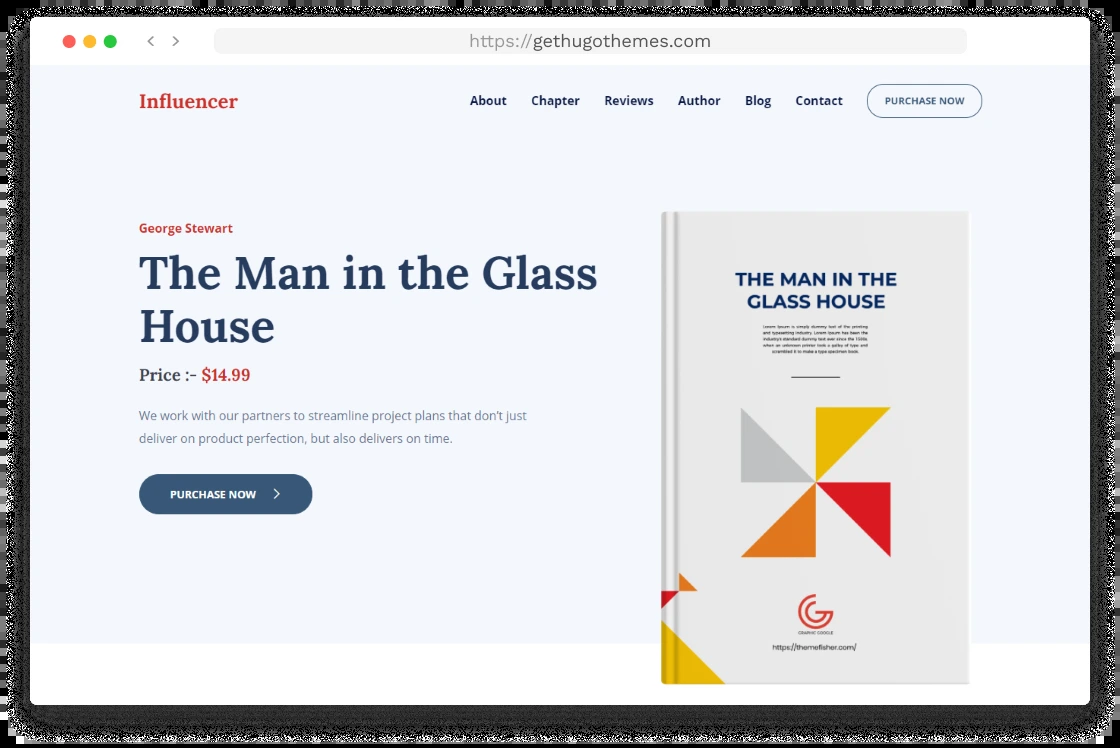 https://gethugothemes.com
Influencer
About Chapter Reviews Author Blog Contact PURCHASE NOW
George Stewart
The Man in the Glass
House
Price :- $14.99
We work with our partners to streamline project plans that don't just
deliver on product perfection, but also delivers on time.
PURCHASE NOW
THE MAN IN THE
GLASS HOUSE
Lorem Ipsum is simply dummy text of the printing
and typesetting industry. Lorem Ipsum has been the
industry's standard dummy text ever since the 1500s
when an unknown printer took a galley of type and
scrambled it to make a type specimen book.
GRAPHIC GOOGLE
https://themefisher.com/